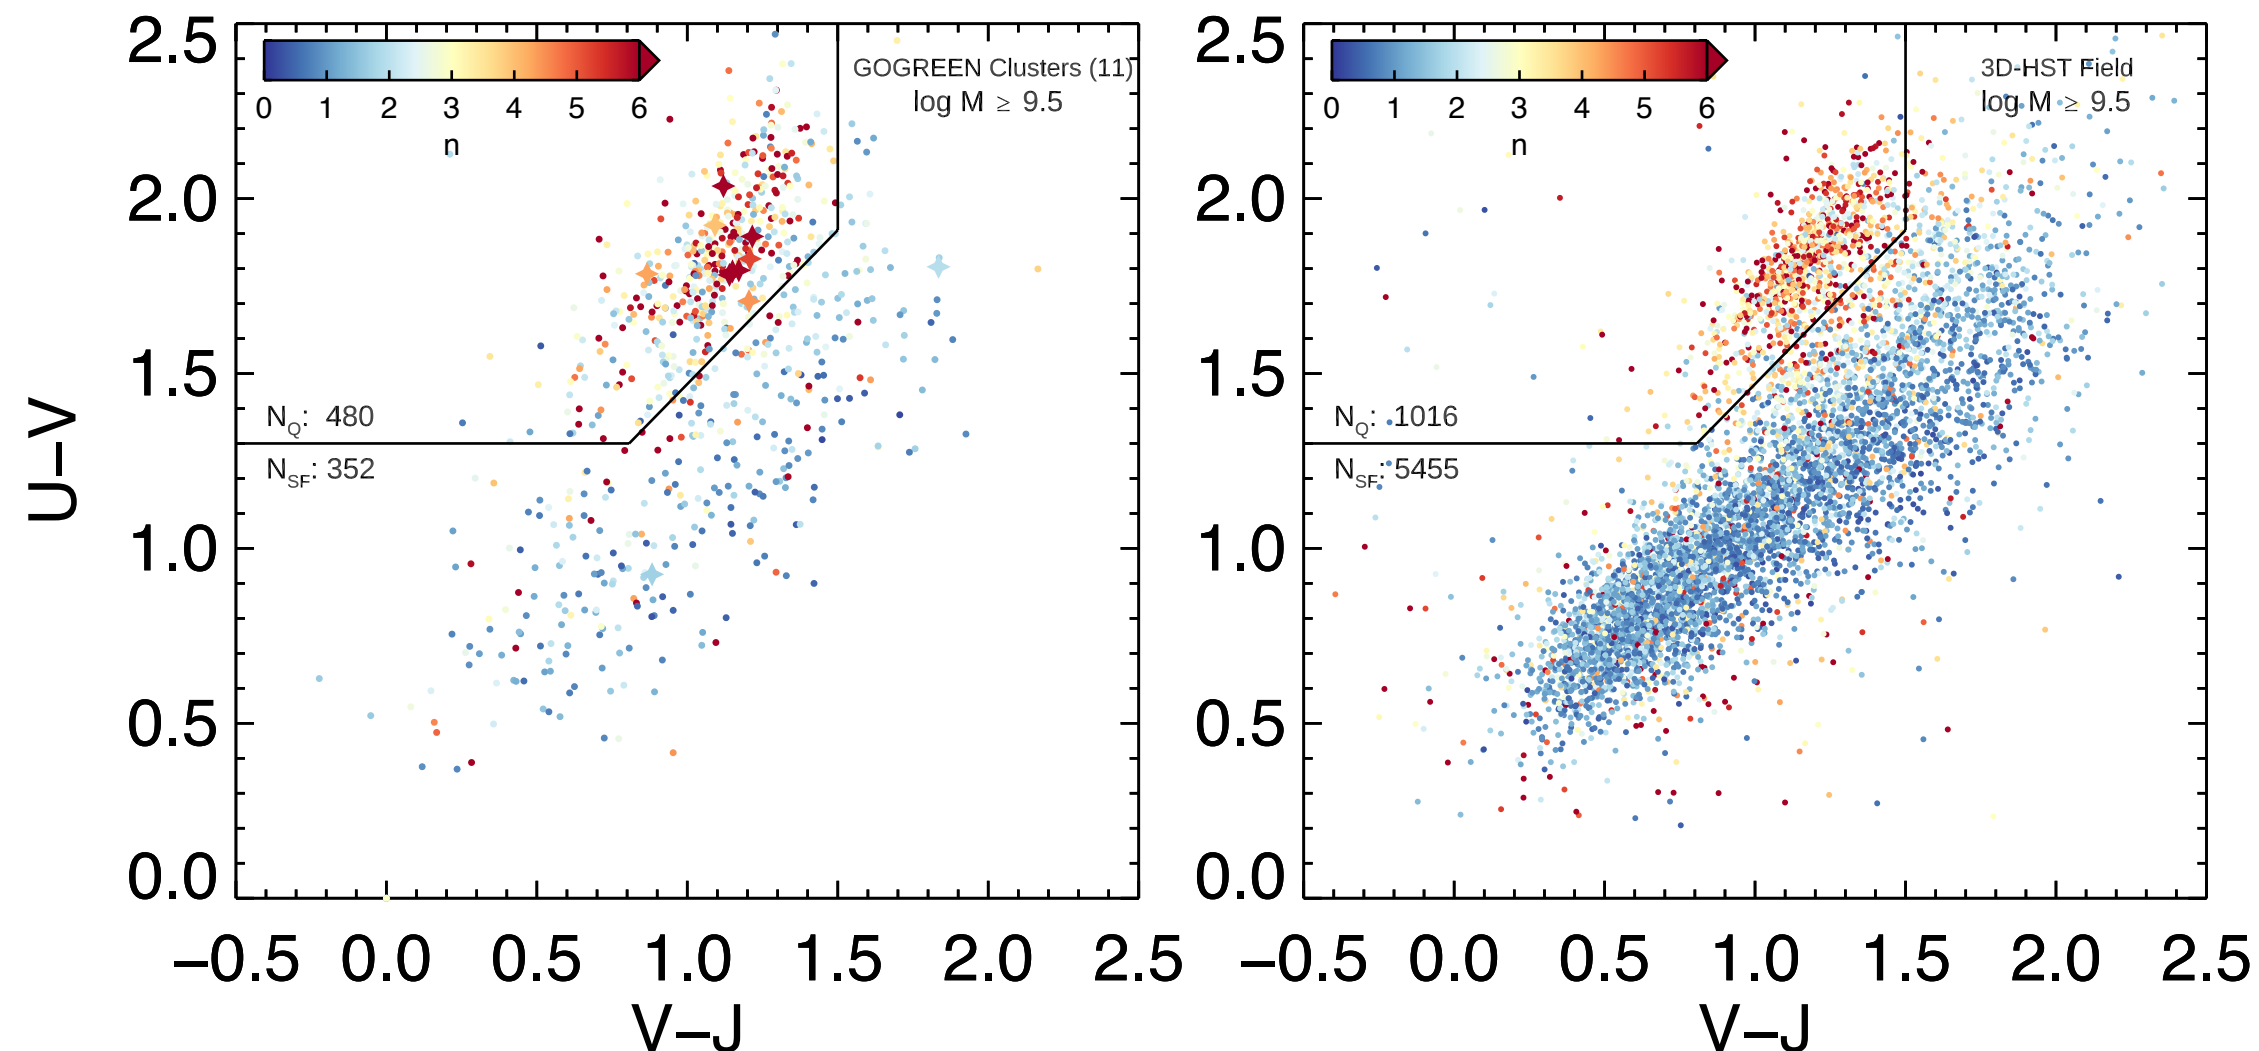 2.5
2.0
1.5
1.0
0.5
0.0
U−V
0 1 2 3 4 5 6
n
GOGREEN Clusters (11)
log M ≥ 9.5
NQ: 480
NSF: 352
−0.5 0.0 0.5 1.0 1.5 2.0 2.5
V−J
2.5
2.0
1.5
1.0
0.5
0.0
0 1 2 3 4 5 6
n
3D-HST Field
log M ≥ 9.5
NQ: 1016
NSF: 5455
−0.5 0.0 0.5 1.0 1.5 2.0 2.5
V−J